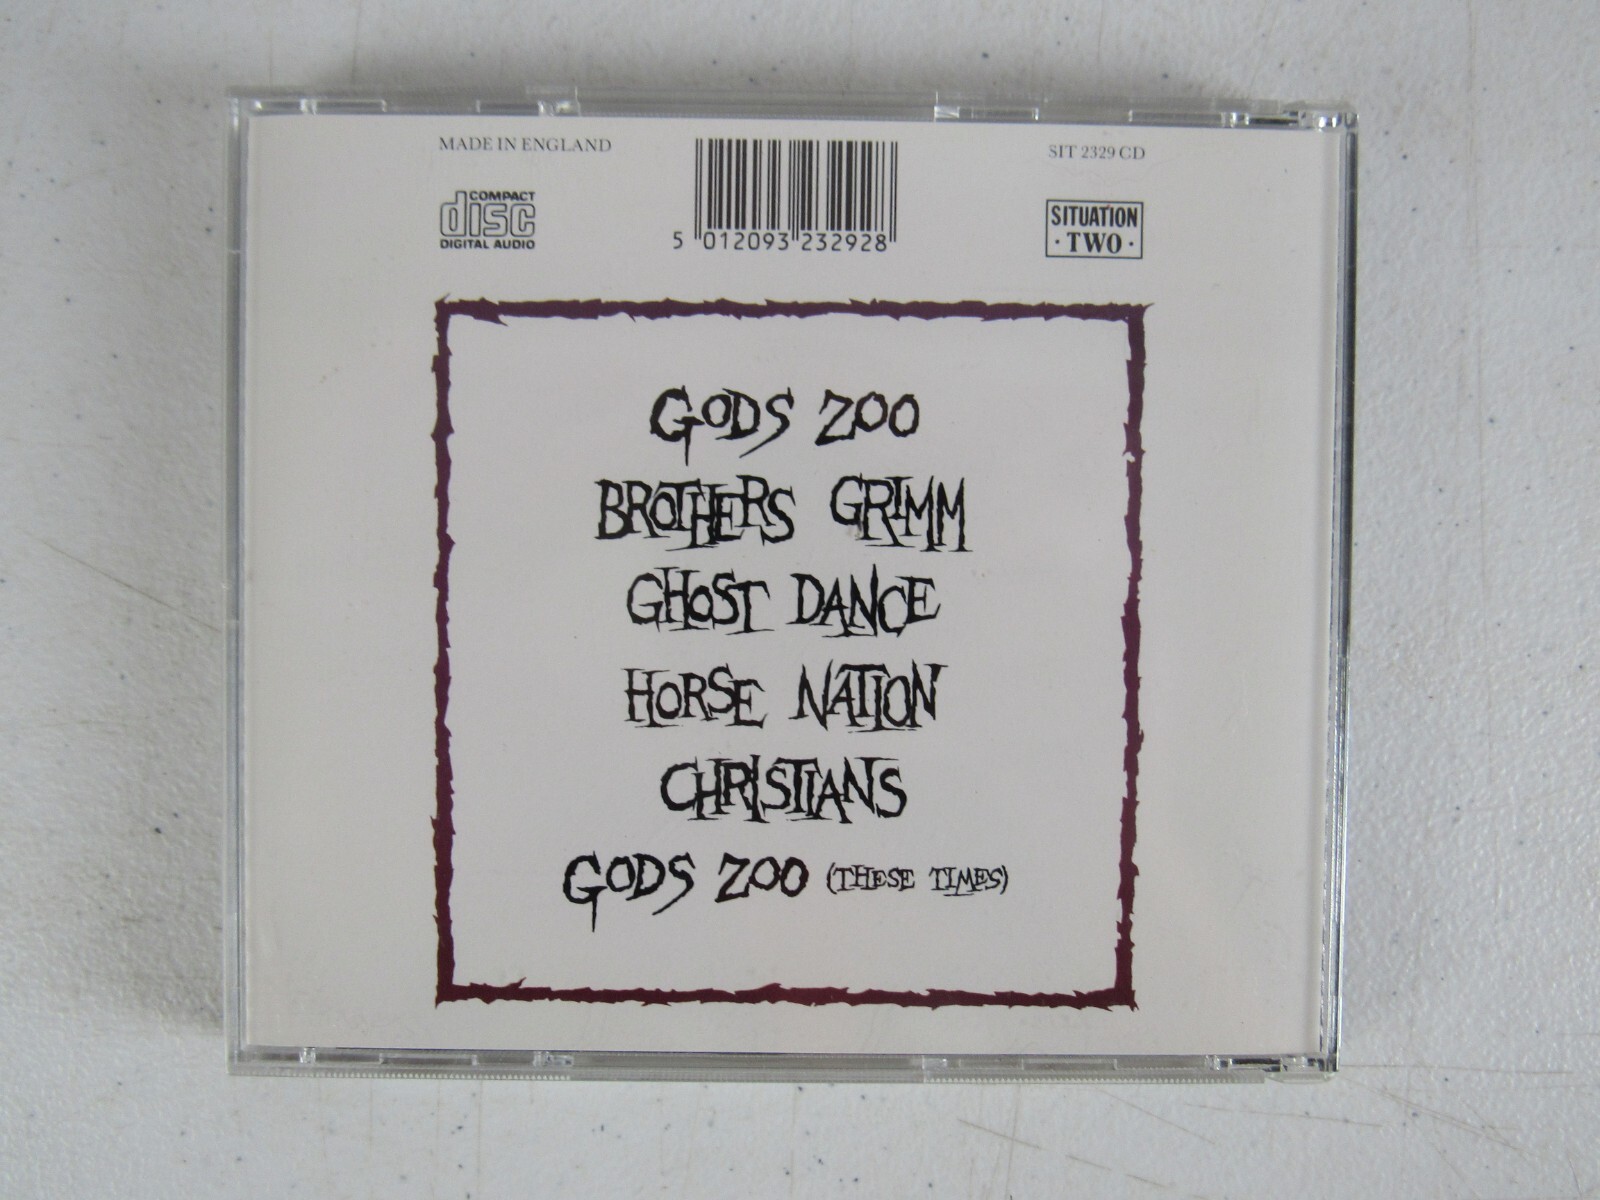 MADE IN ENGLAND
SIT 2329 CD
COMPACT
disc
DIGITAL AUDIO
5 012093 232928
SITUATION
· TWO ·
GODS ZOO
BROTHERS GRIMM
GHOST DANCE
HORSE NATION
CHRISTIANS
GODS ZOO (THESE TIMES)